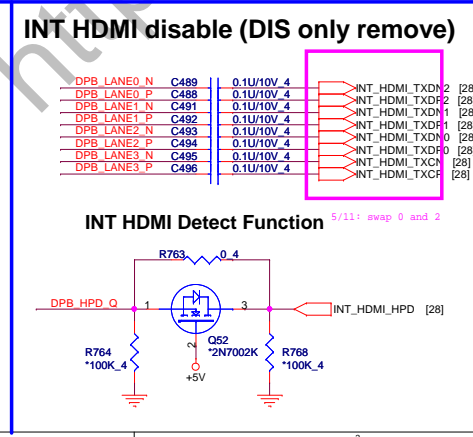 INT HDMI disable (DIS only remove)
DPB_LANE0_N C489 0.1U/10V_4 INT_HDMI_TXDN2 [28]
DPB_LANE0_P C488 0.1U/10V_4 INT_HDMI_TXDP2 [28]
DPB_LANE1_N C491 0.1U/10V_4 INT_HDMI_TXDN1 [28]
DPB_LANE1_P C492 0.1U/10V_4 INT_HDMI_TXDP1 [28]
DPB_LANE2_N C493 0.1U/10V_4 INT_HDMI_TXDN0 [28]
DPB_LANE2_P C494 0.1U/10V_4 INT_HDMI_TXDP0 [28]
DPB_LANE3_N C495 0.1U/10V_4 INT_HDMI_TXCN [28]
DPB_LANE3_P C496 0.1U/10V_4 INT_HDMI_TXCP [28]
5/11: swap 0 and 2
INT HDMI Detect Function
R763 0_4
DPB_HPD_Q 1 3 INT_HDMI_HPD [28]
2
Q52
*2N7002K
R764
*100K_4
R768
*100K_4
+5V